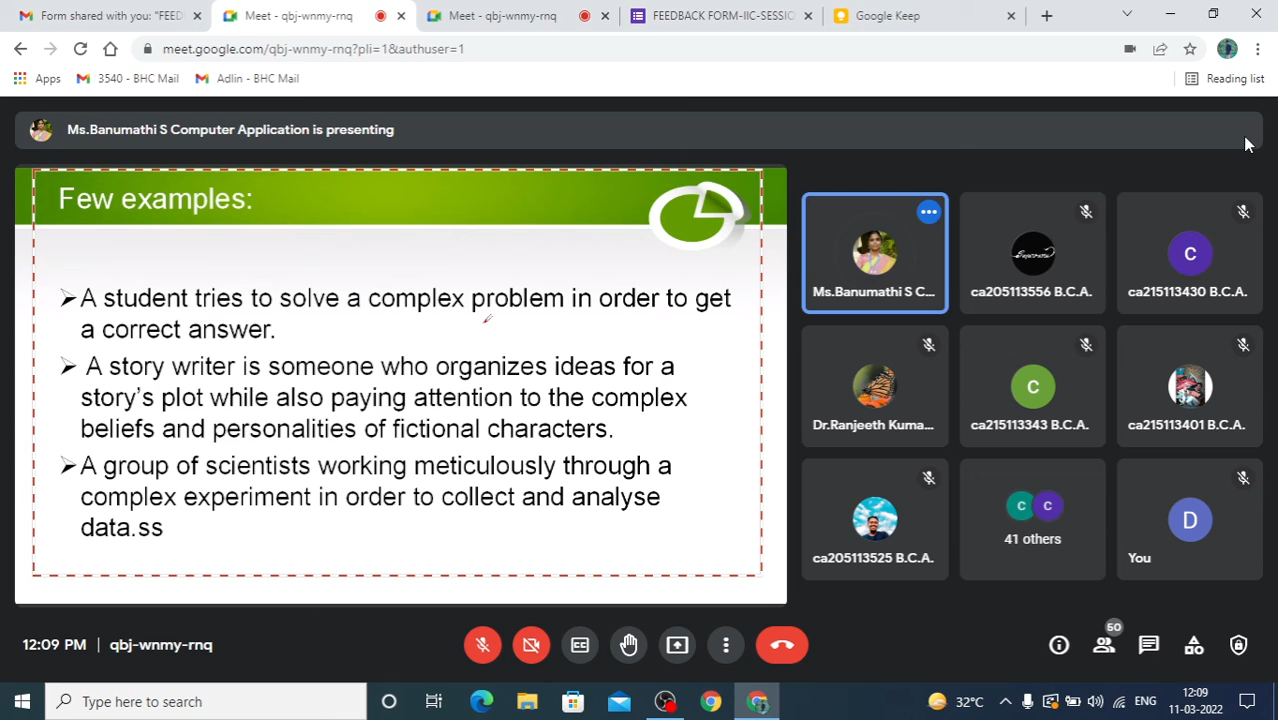 Form shared with you: "FEED
Meet - qbj-wnmy-rnq
Meet - qbj-wnmy-rnq
FEEDBACK FORM-IIC-SESSIO
Google Keep
meet.google.com/qbj-wnmy-rnq?pli=1&authuser=1
Apps
3540 - BHC Mail
Adlin - BHC Mail
Reading list
Ms.Banumathi S Computer Application is presenting
Few examples:
➢A student tries to solve a complex problem in order to get
a correct answer.
➢ A story writer is someone who organizes ideas for a
story's plot while also paying attention to the complex
beliefs and personalities of fictional characters.
➢A group of scientists working meticulously through a
complex experiment in order to collect and analyse
data.ss
Ms.Banumathi S C...
ca205113556 B.C.A.
C
ca215113430 B.C.A.
Dr.Ranjeeth Kuma...
C
ca215113343 B.C.A.
ca215113401 B.C.A.
ca205113525 B.C.A.
C C
41 others
D
You
12:09 PM | qbj-wnmy-rnq
CC
50
Type here to search
32°C
ENG
12:09
11-03-2022